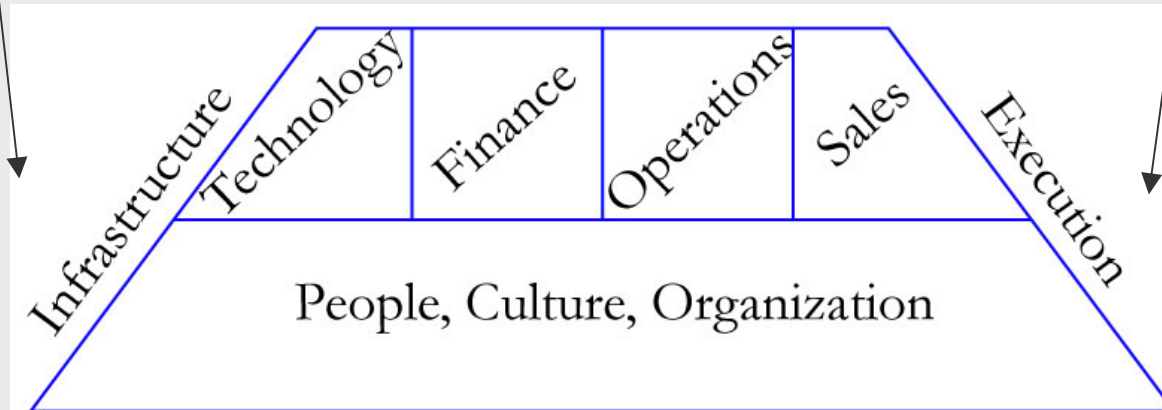 Infrastructure
Technology
Finance
Operations
Sales
Execution
People, Culture, Organization